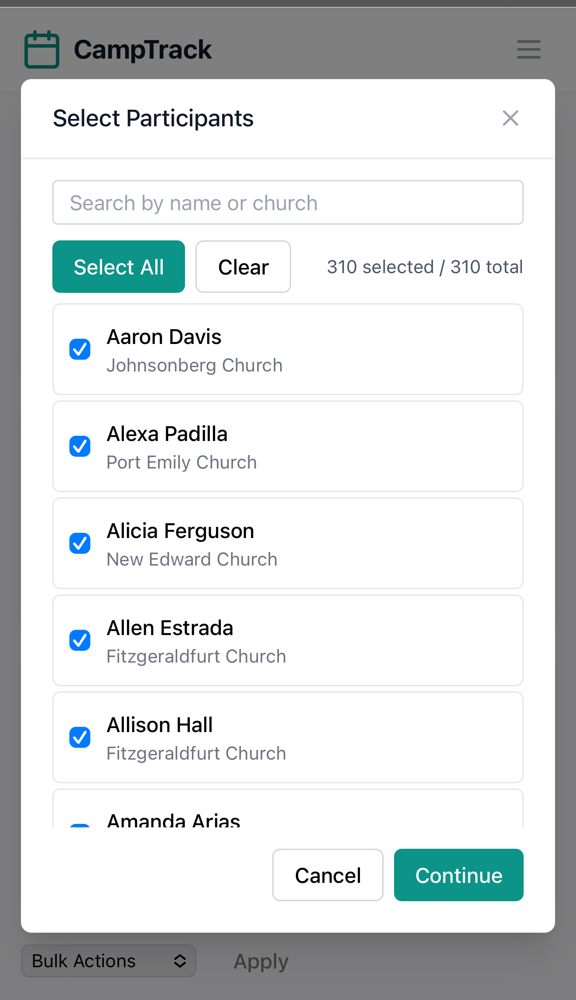 CampTrack
Select Participants
Search by name or church
Select All
Clear
310 selected / 310 total
Aaron Davis
Johnsonberg Church
Alexa Padilla
Port Emily Church
Alicia Ferguson
New Edward Church
Allen Estrada
Fitzgeraldfurt Church
Allison Hall
Fitzgeraldfurt Church
Amanda Arias
Cancel
Continue
Bulk Actions
Apply